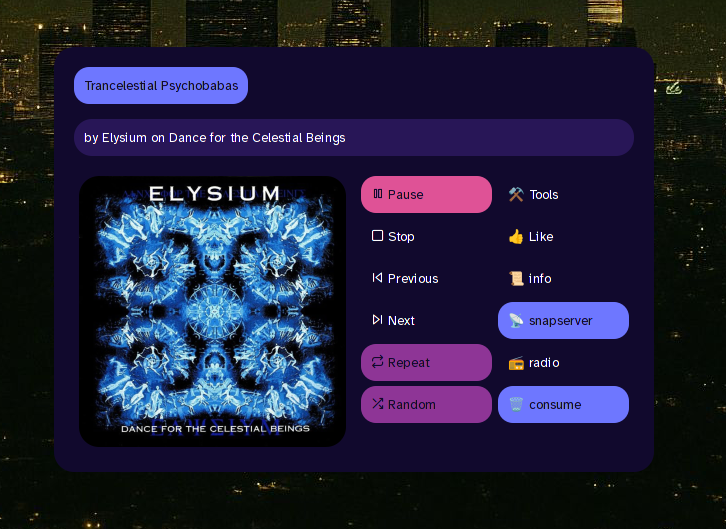 Trancelestial Psychobabas
by Elysium on Dance for the Celestial Beings
ELYSIUM
DANCE FOR THE CELESTIAL BEINGS
Pause
Tools
Stop
Like
Previous
info
Next
snapserver
Repeat
radio
Random
consume